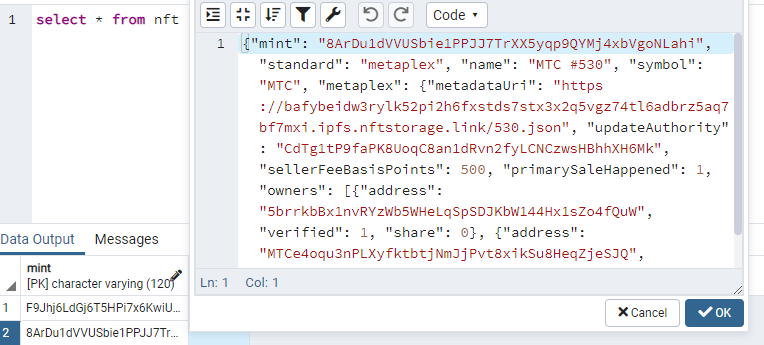 Code
1 select * from nft
1 {"mint": "8ArDu1dVVUSbie1PPJJ7TrXX5yqp9QYMj4xbVgoNLahi",
"standard": "metaplex", "name": "MTC #530", "symbol":
"MTC", "metaplex": {"metadataUri": "https
://bafybeidw3rylk52pi2h6fxstds7stx3x2q5vgz74tl6adbrz5aq7
bf7mxi.ipfs.nftstorage.link/530.json", "updateAuthority"
: "CdTg1tP9faPK8UoqC8an1dRvn2fyLCNCzwsHBhhXH6Mk",
"sellerFeeBasisPoints": 500, "primarySaleHappened": 1,
"owners": [{"address":
"5brrkbBx1nvRYzWb5WHeLqSpSDJKbW144Hx1sZo4fQuW",
"verified": 1, "share": 0}, {"address":
"MTCe4oqu3nPLXyfktbtjNmJjPvt8xikSu8HeqZjeSJQ",
Data Output Messages
mint
[PK] character varying (120)
1 F9Jhj6LdGj6T5HPi7x6KwiU...
2 8ArDu1dVVUSbie1PPJJ7Tr...
Ln: 1 Col: 1
Cancel OK